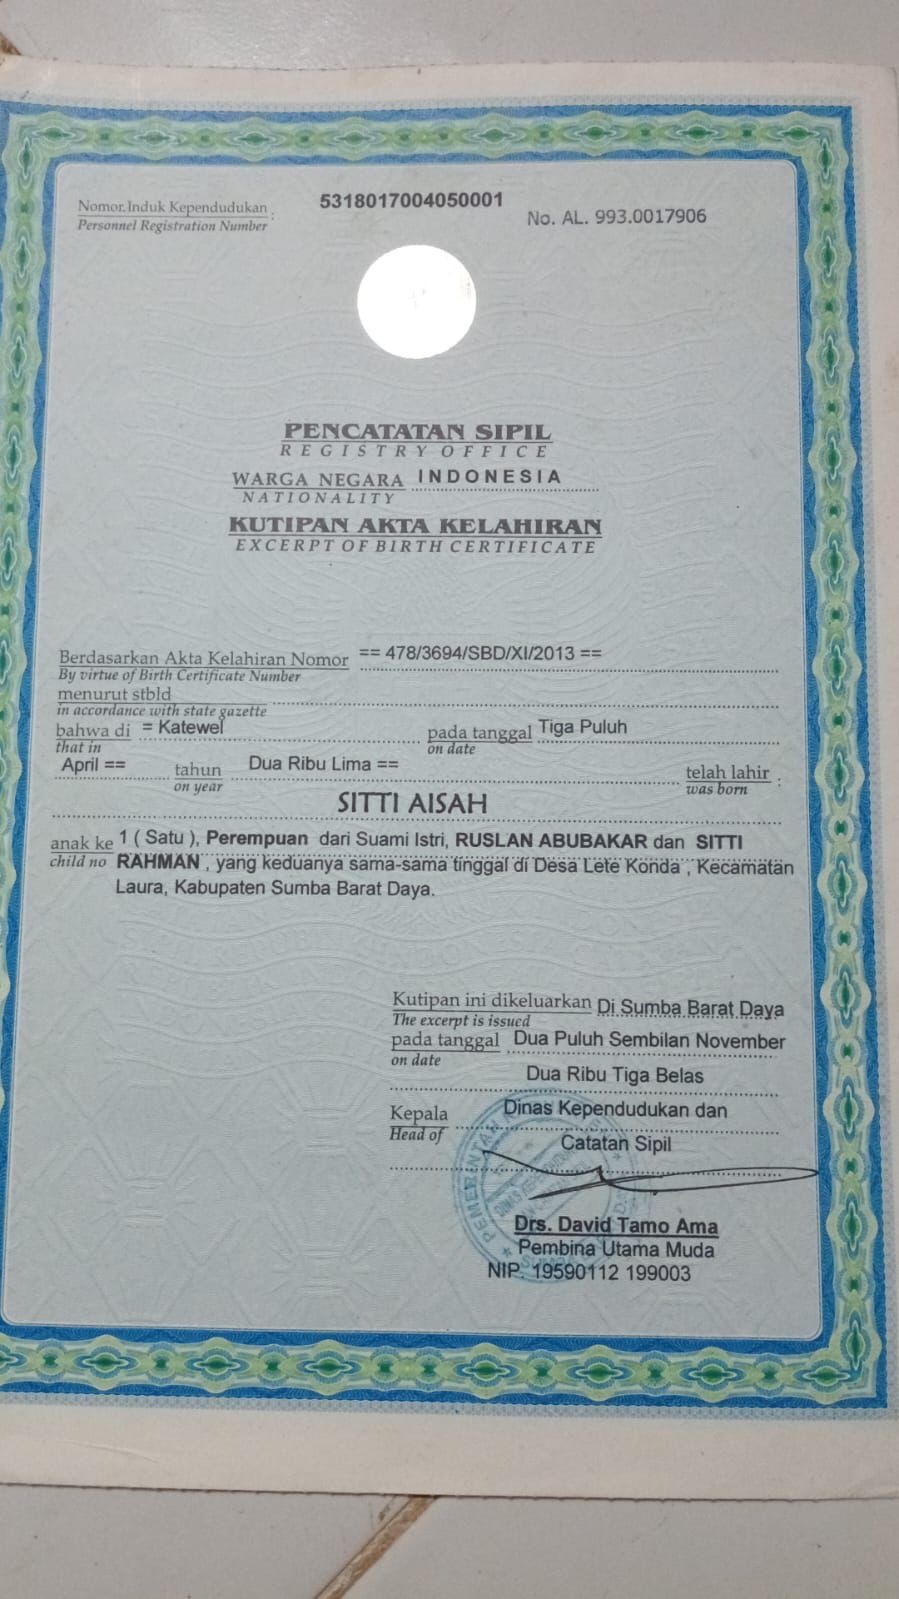 Nomor Induk Kependudukan : 5318017004050001
Personnel Registration Number
No. AL. 993.0017906
PENCATATAN SIPIL
REGISTRY OFFICE
WARGA NEGARA INDONESIA
NATIONALITY
KUTIPAN AKTA KELAHIRAN
EXCERPT OF BIRTH CERTIFICATE
Berdasarkan Akta Kelahiran Nomor == 478/3694/SBD/XI/2013 ==
By virtue of Birth Certificate Number
menurut stbld
in accordance with state gazette
bahwa di = Katewel pada tanggal Tiga Puluh
that in on date
April == tahun Dua Ribu Lima == telah lahir :
on year was born
SITTI AISAH
anak ke 1 ( Satu ), Perempuan dari Suami Istri, RUSLAN ABUBAKAR dan SITTI
child no RAHMAN , yang keduanya sama-sama tinggal di Desa Lete Konda , Kecamatan
Laura, Kabupaten Sumba Barat Daya.
Kutipan ini dikeluarkan Di Sumba Barat Daya
The excerpt is issued
pada tanggal Dua Puluh Sembilan November
on date
Dua Ribu Tiga Belas
Kepala Dinas Kependudukan dan
Head of
Catatan Sipil
Drs. David Tamo Ama
Pembina Utama Muda
NIP. 19590112 199003